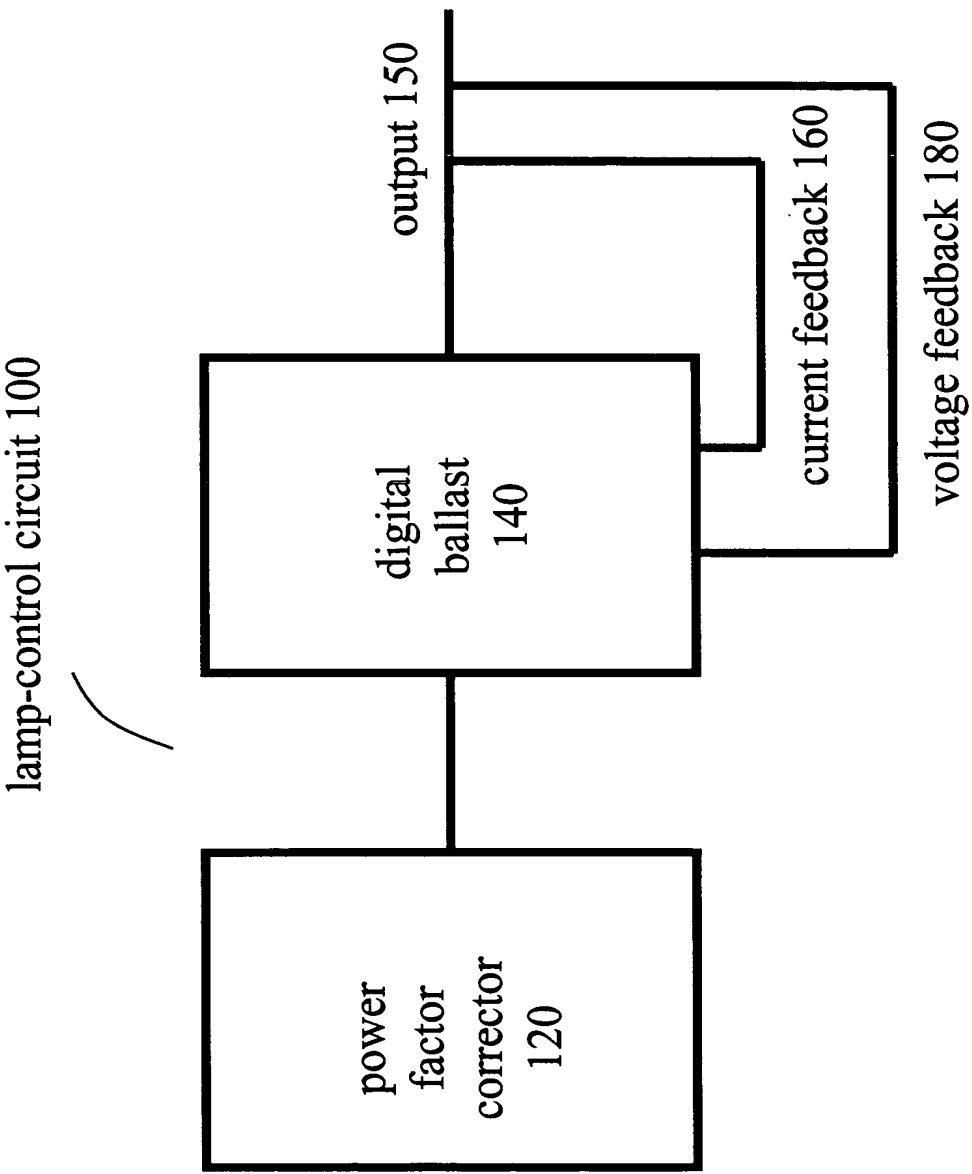 lamp-control circuit 100
power
factor
corrector
120
digital
ballast
140
output 150
current feedback 160
voltage feedback 180